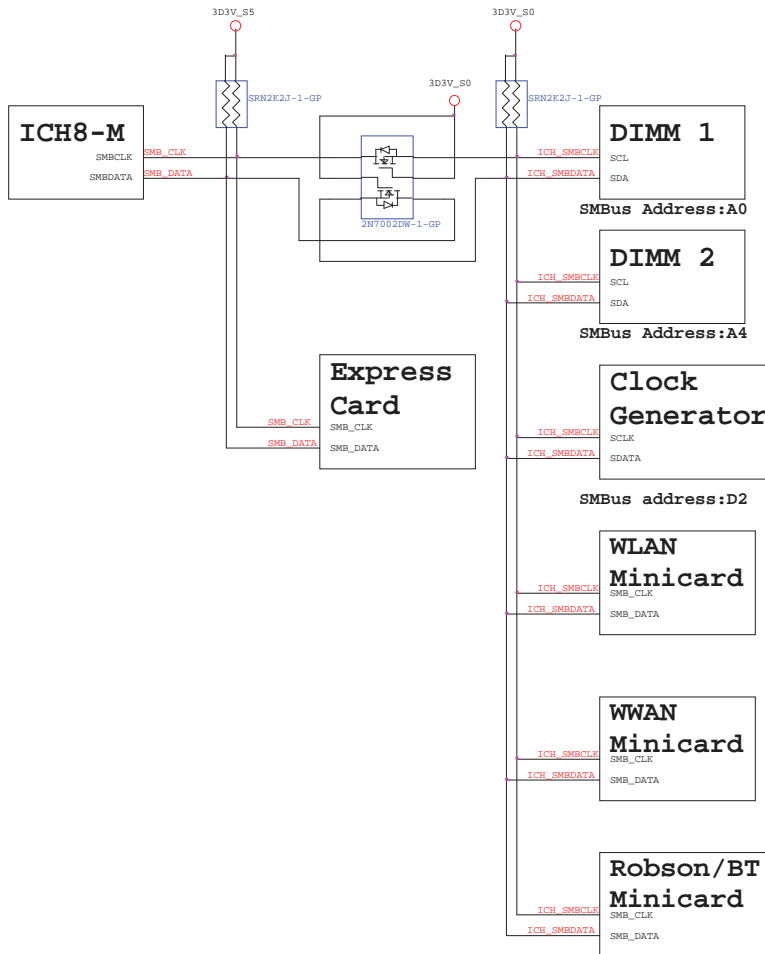 3D3V_S5
3D3V_S0
SRN2K2J-1-GP
3D3V_S0
SRN2K2J-1-GP
ICH8-M
SMBCLK
SMB_CLK
SMBDATA
SMB_DATA
2N7002DW-1-GP
ICH_SMBCLK
ICH_SMBDATA
DIMM 1
SCL
SDA
SMBus Address:A0
DIMM 2
ICH_SMBCLK
SCL
ICH_SMBDATA
SDA
SMBus Address:A4
Express
Card
SMB_CLK
SMB_CLK
SMB_DATA
SMB_DATA
Clock
Generator
ICH_SMBCLK
SCLK
ICH_SMBDATA
SDATA
SMBus address:D2
WLAN
Minicard
ICH_SMBCLK
SMB_CLK
ICH_SMBDATA
SMB_DATA
WWAN
Minicard
ICH_SMBCLK
SMB_CLK
ICH_SMBDATA
SMB_DATA
Robson/BT
Minicard
ICH_SMBCLK
SMB_CLK
ICH_SMBDATA
SMB_DATA